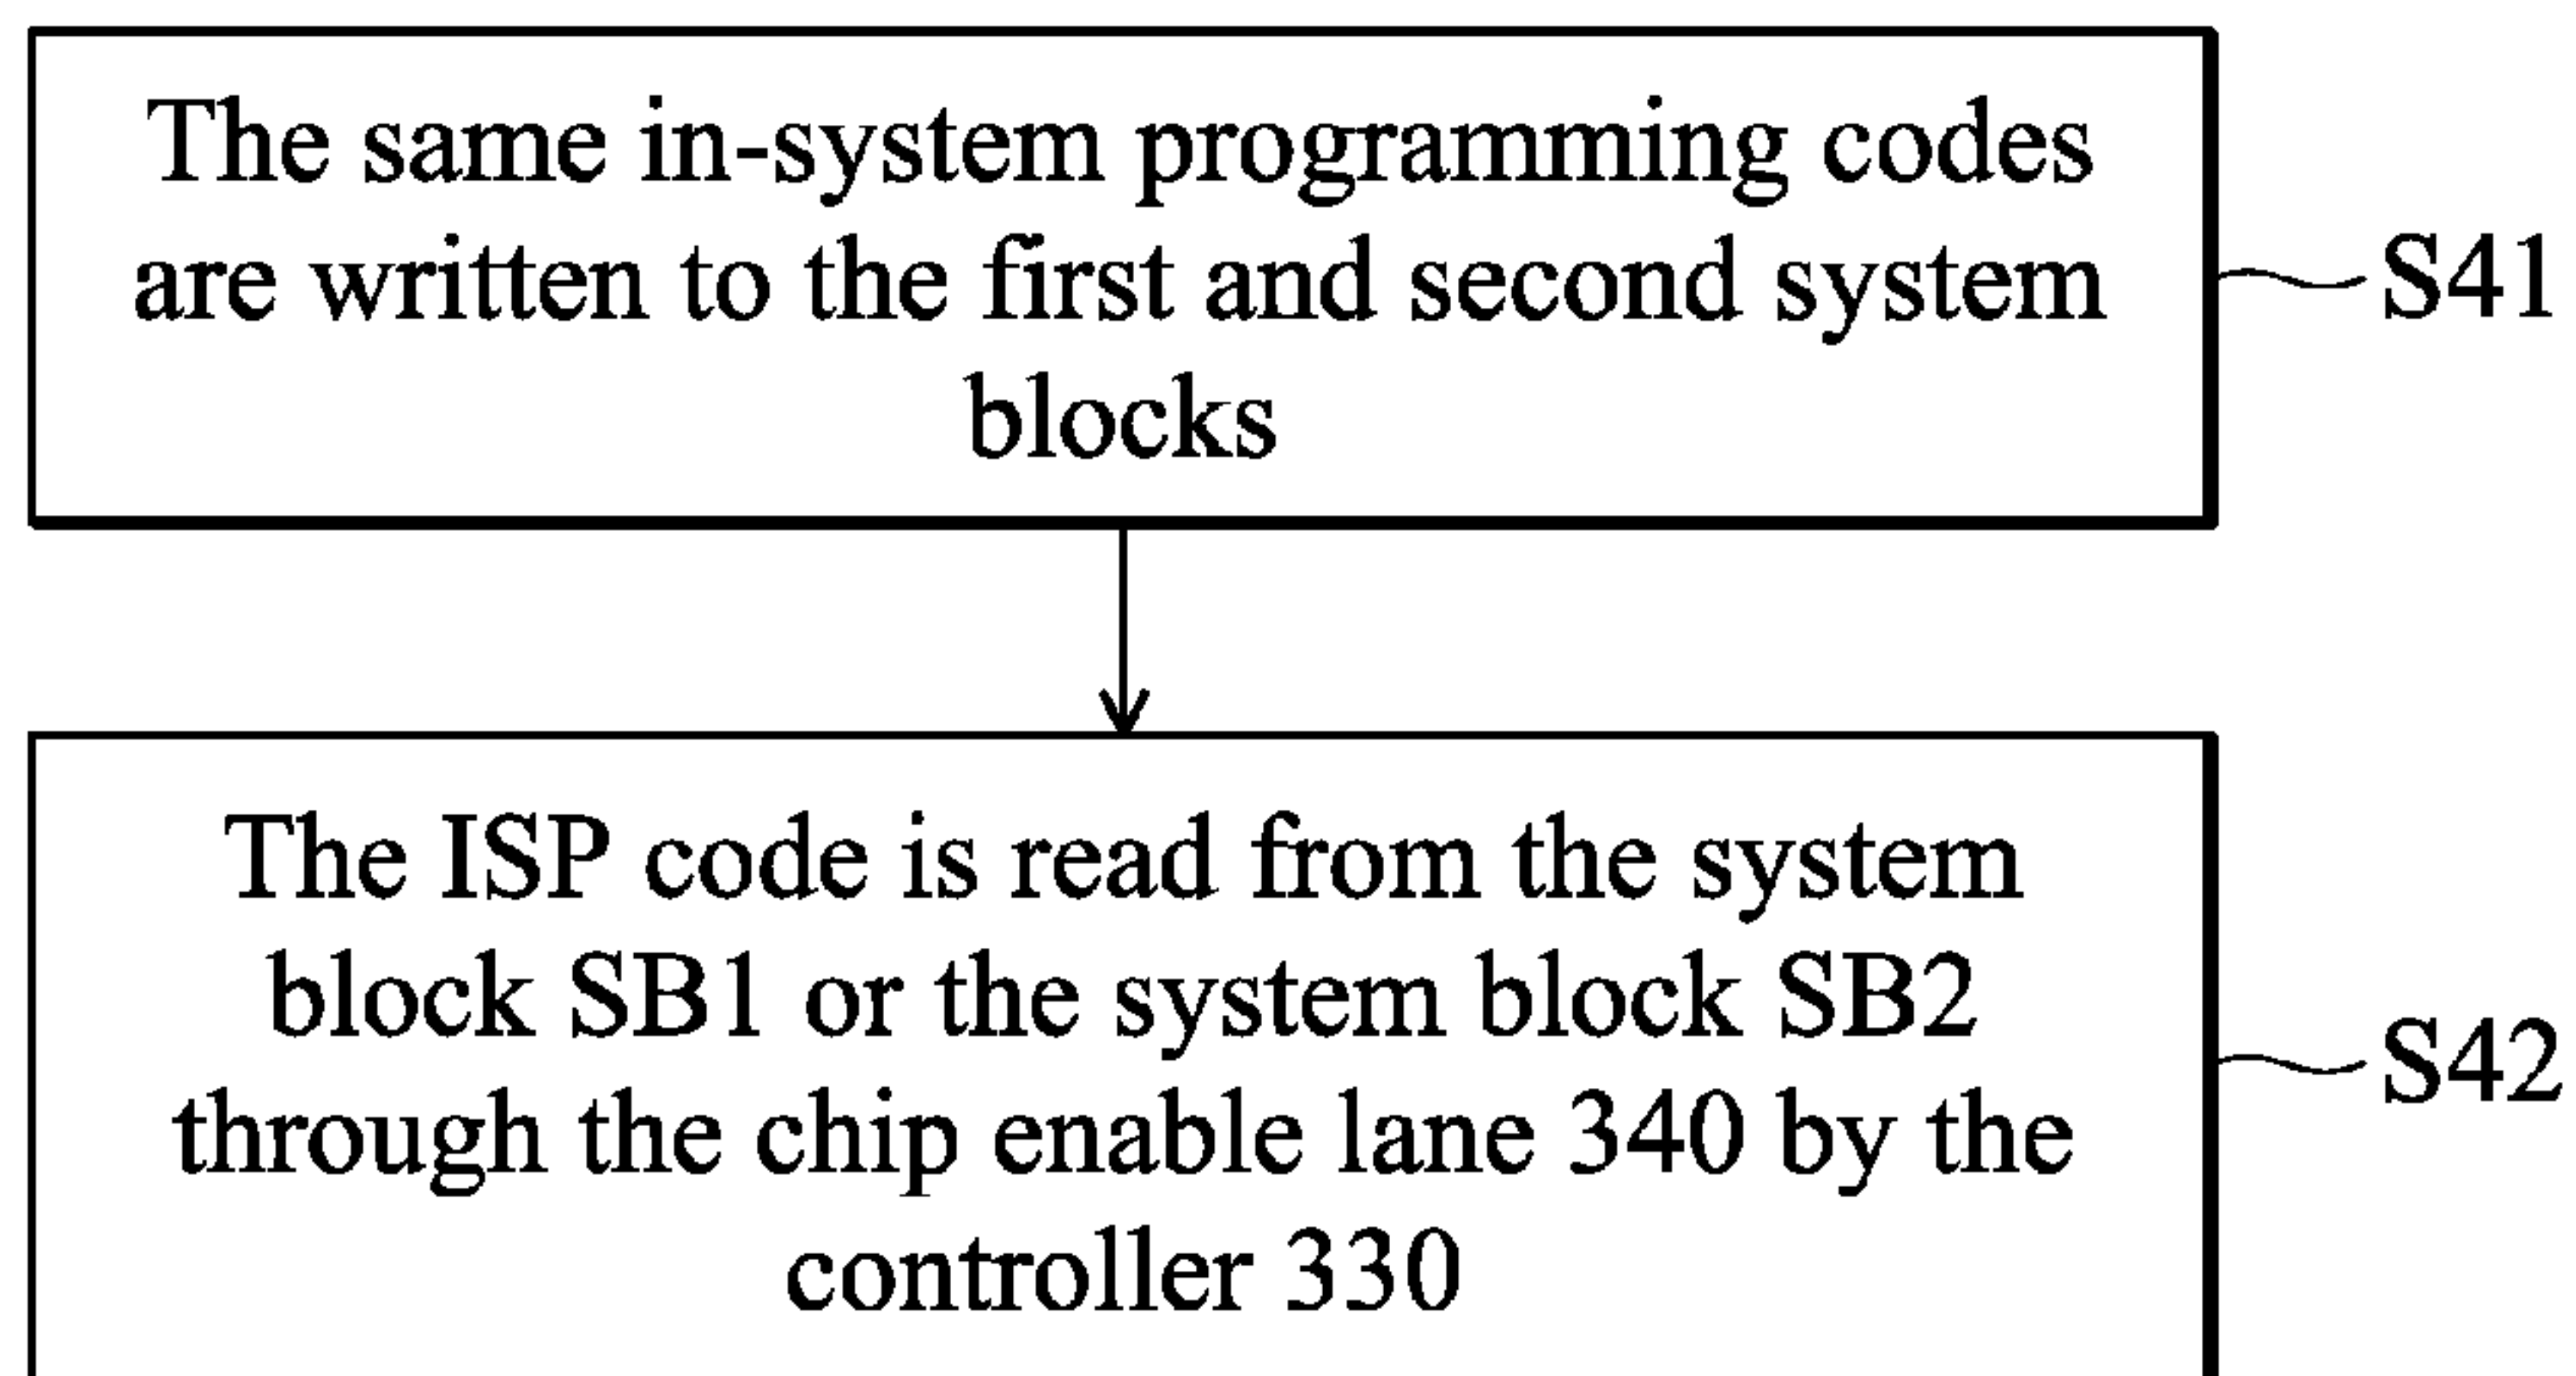 The same in-system programming codes
are written to the first and second system
blocks
S41
The ISP code is read from the system
block SB1 or the system block SB2
through the chip enable lane 340 by the
controller 330
S42